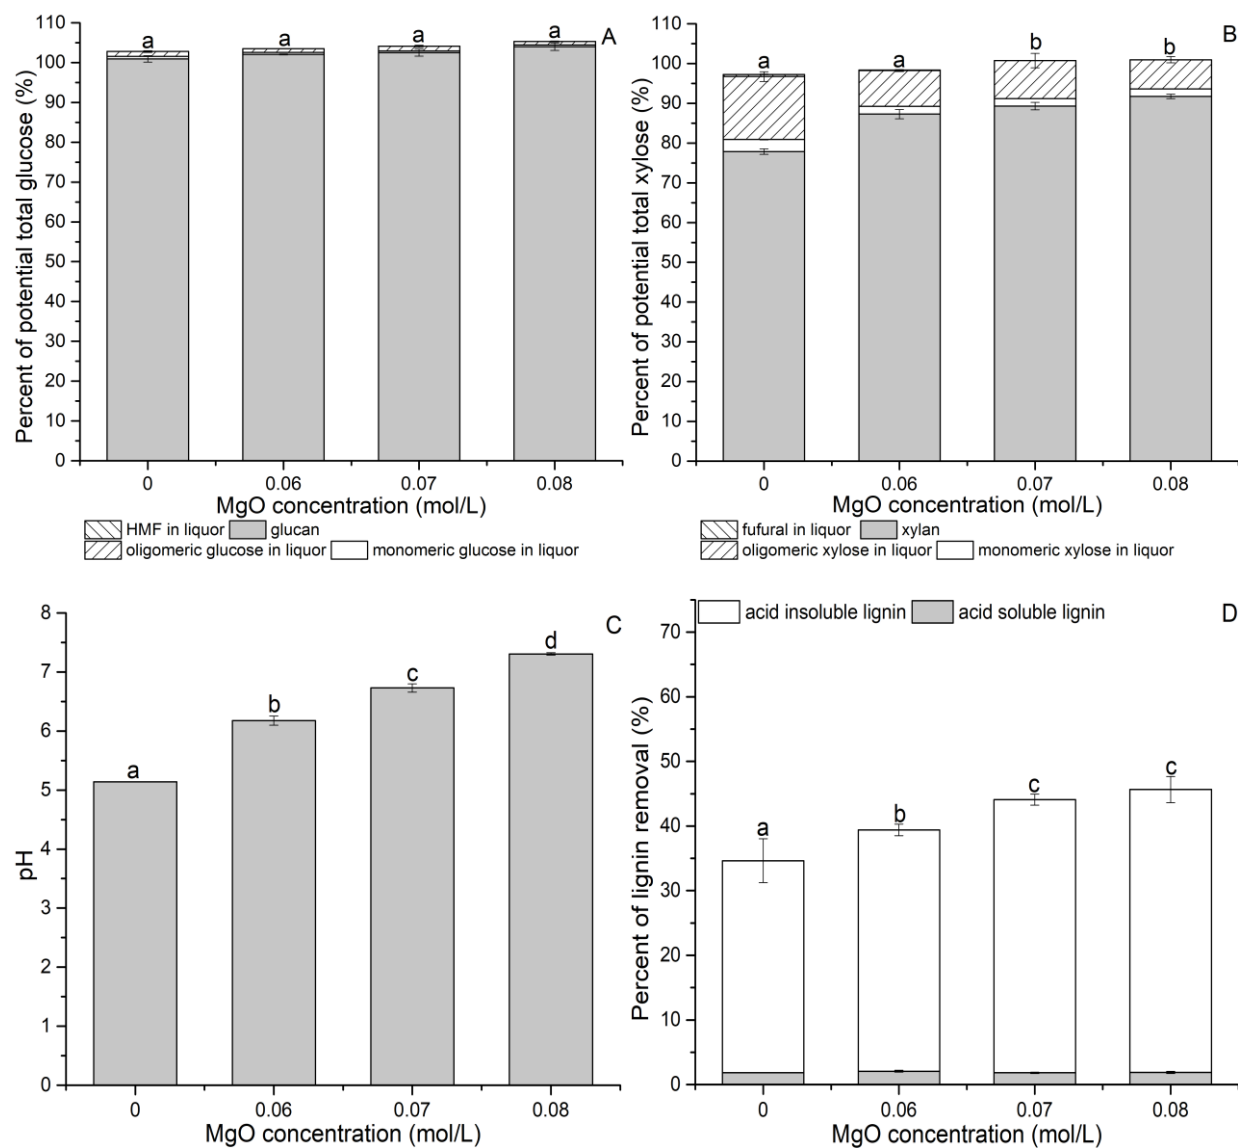 A
Percent of potential total glucose (%)
110
100
90
80
70
60
50
40
30
20
10
0
a a a a
0 0.06 0.07 0.08
MgO concentration (mol/L)
HMF in liquor glucan
oligomeric glucose in liquor monomeric glucose in liquor
B
Percent of potential total xylose (%)
110
100
90
80
70
60
50
40
30
20
10
0
a a b b
0 0.06 0.07 0.08
MgO concentration (mol/L)
fufural in liquor xylan
oligomeric xylose in liquor monomeric xylose in liquor
C
pH
8
7
6
5
4
3
2
1
0
a b c d
0 0.06 0.07 0.08
MgO concentration (mol/L)
D
acid insoluble lignin acid soluble lignin
Percent of lignin removal (%)
70
60
50
40
30
20
10
0
a b c c
0 0.06 0.07 0.08
MgO concentration (mol/L)